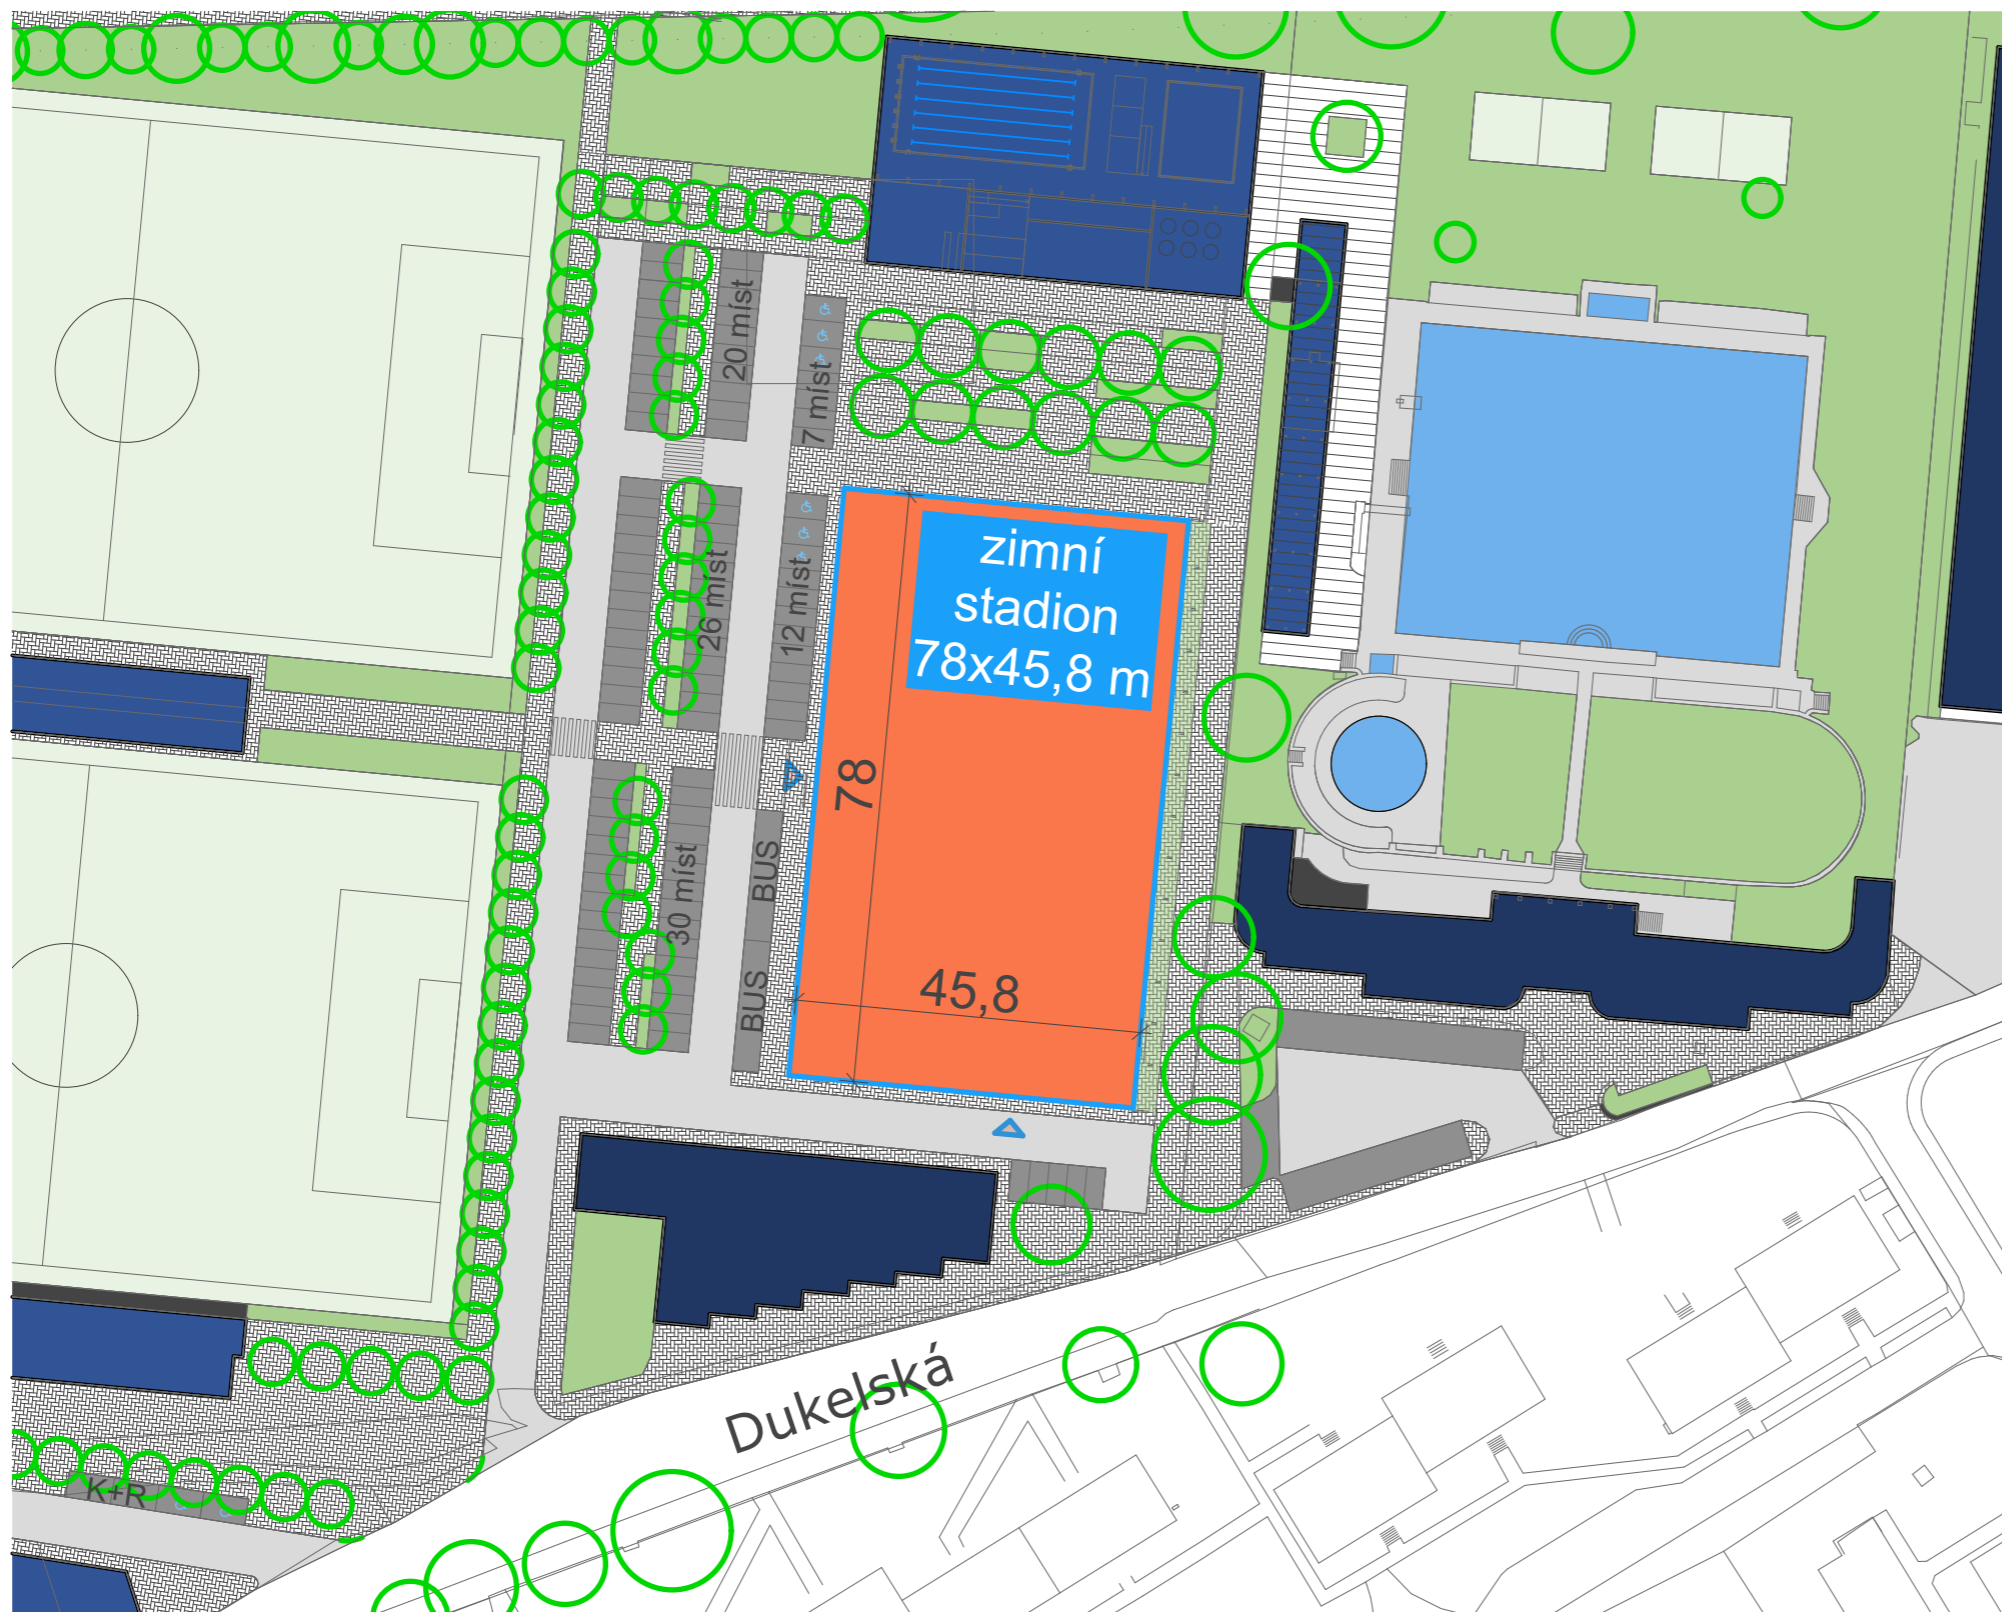 20 míst
7 míst
zimní
stadion
78x45,8 m
26 míst
12 míst
78
BUS
30 míst
45,8
BUS
Dukelská
K+R